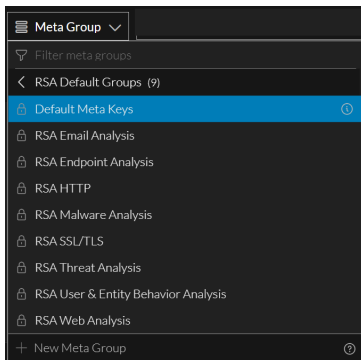 Meta Group
Filter meta groups
RSA Default Groups (9)
Default Meta Keys
RSA Email Analysis
RSA Endpoint Analysis
RSA HTTP
RSA Malware Analysis
RSA SSL/TLS
RSA Threat Analysis
RSA User & Entity Behavior Analysis
RSA Web Analysis
New Meta Group